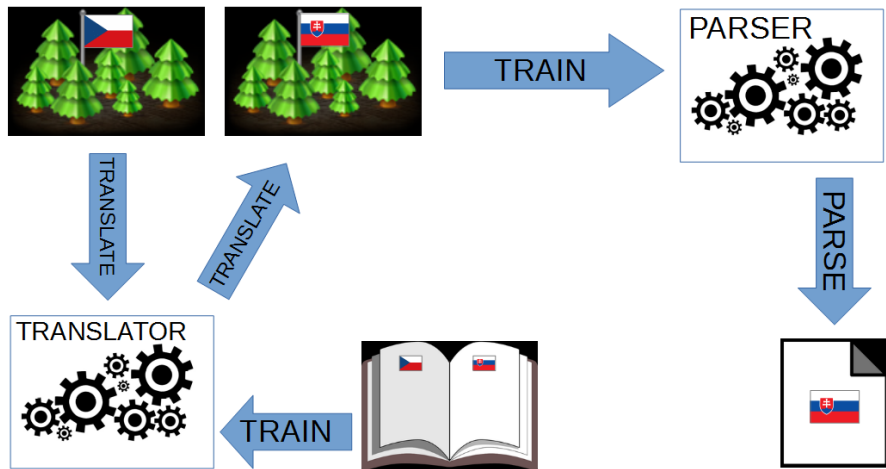 PARSER
TRAIN
TRANSLATE
TRANSLATE
PARSE
TRANSLATOR
TRAIN